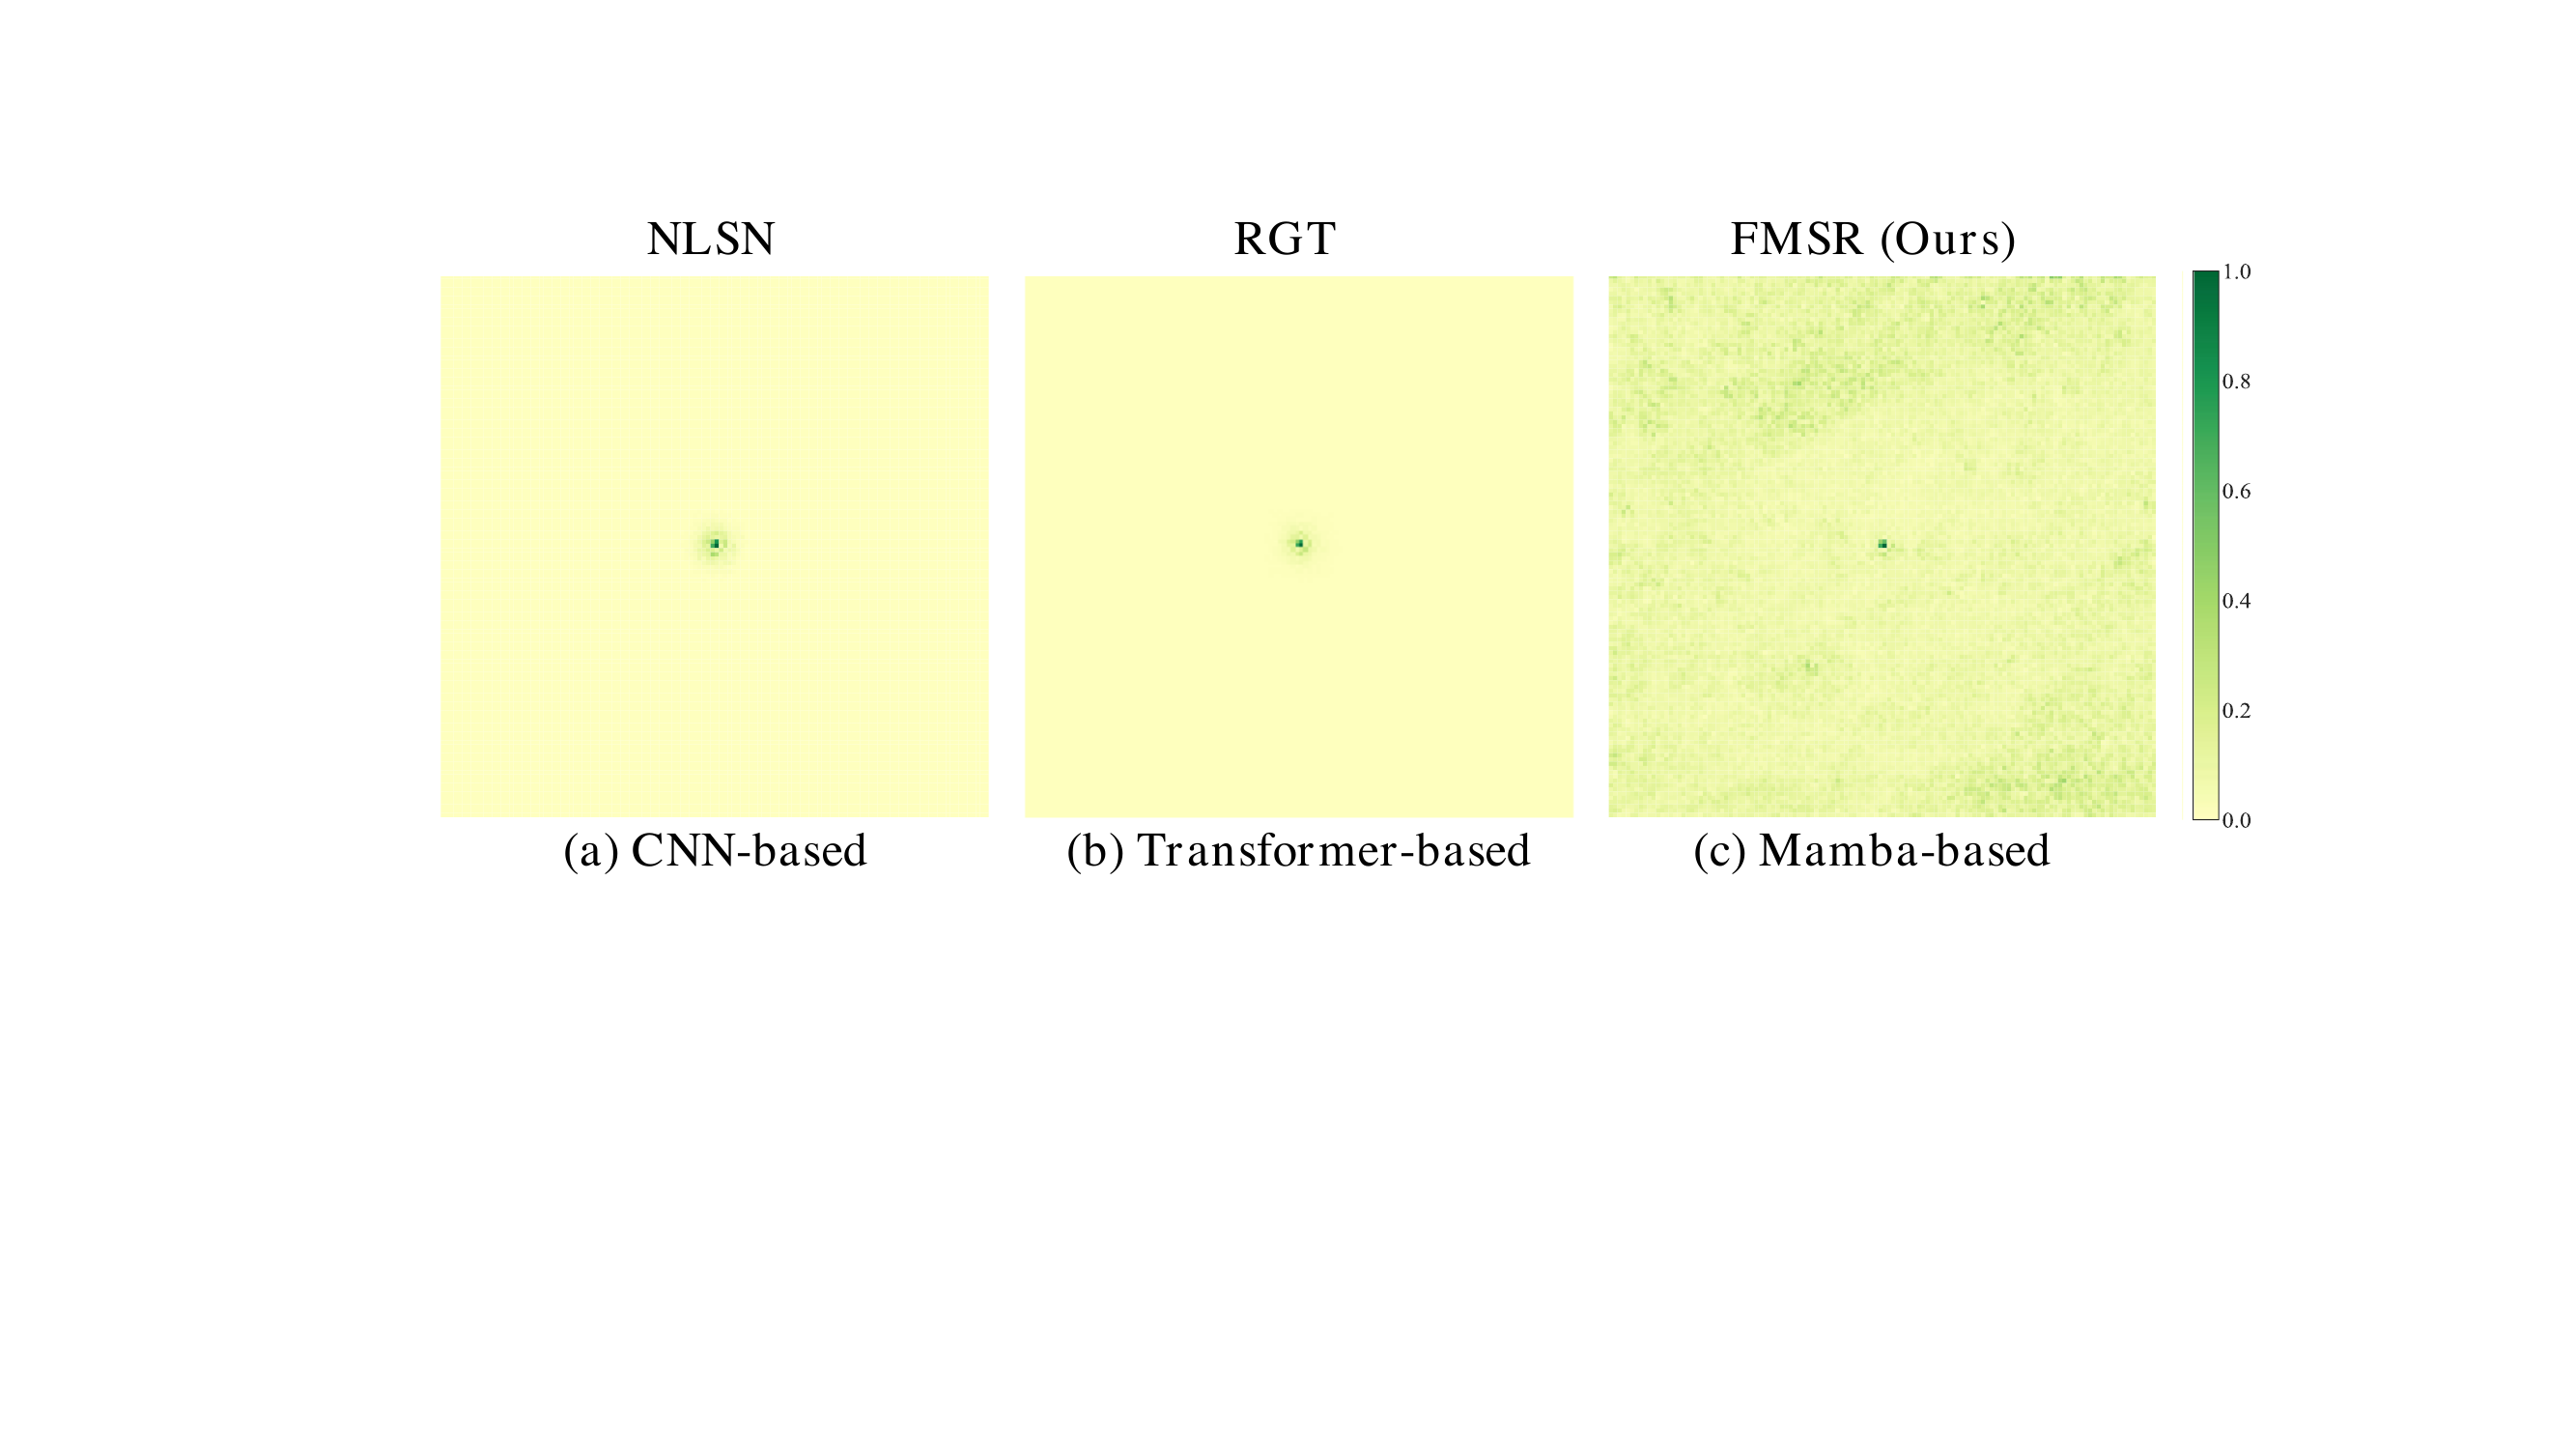 NLSN
RGT
FMSR (Ours)
1.0
0.8
0.6
0.4
0.2
0.0
(a) CNN-based
(b) Transformer-based
(c) Mamba-based